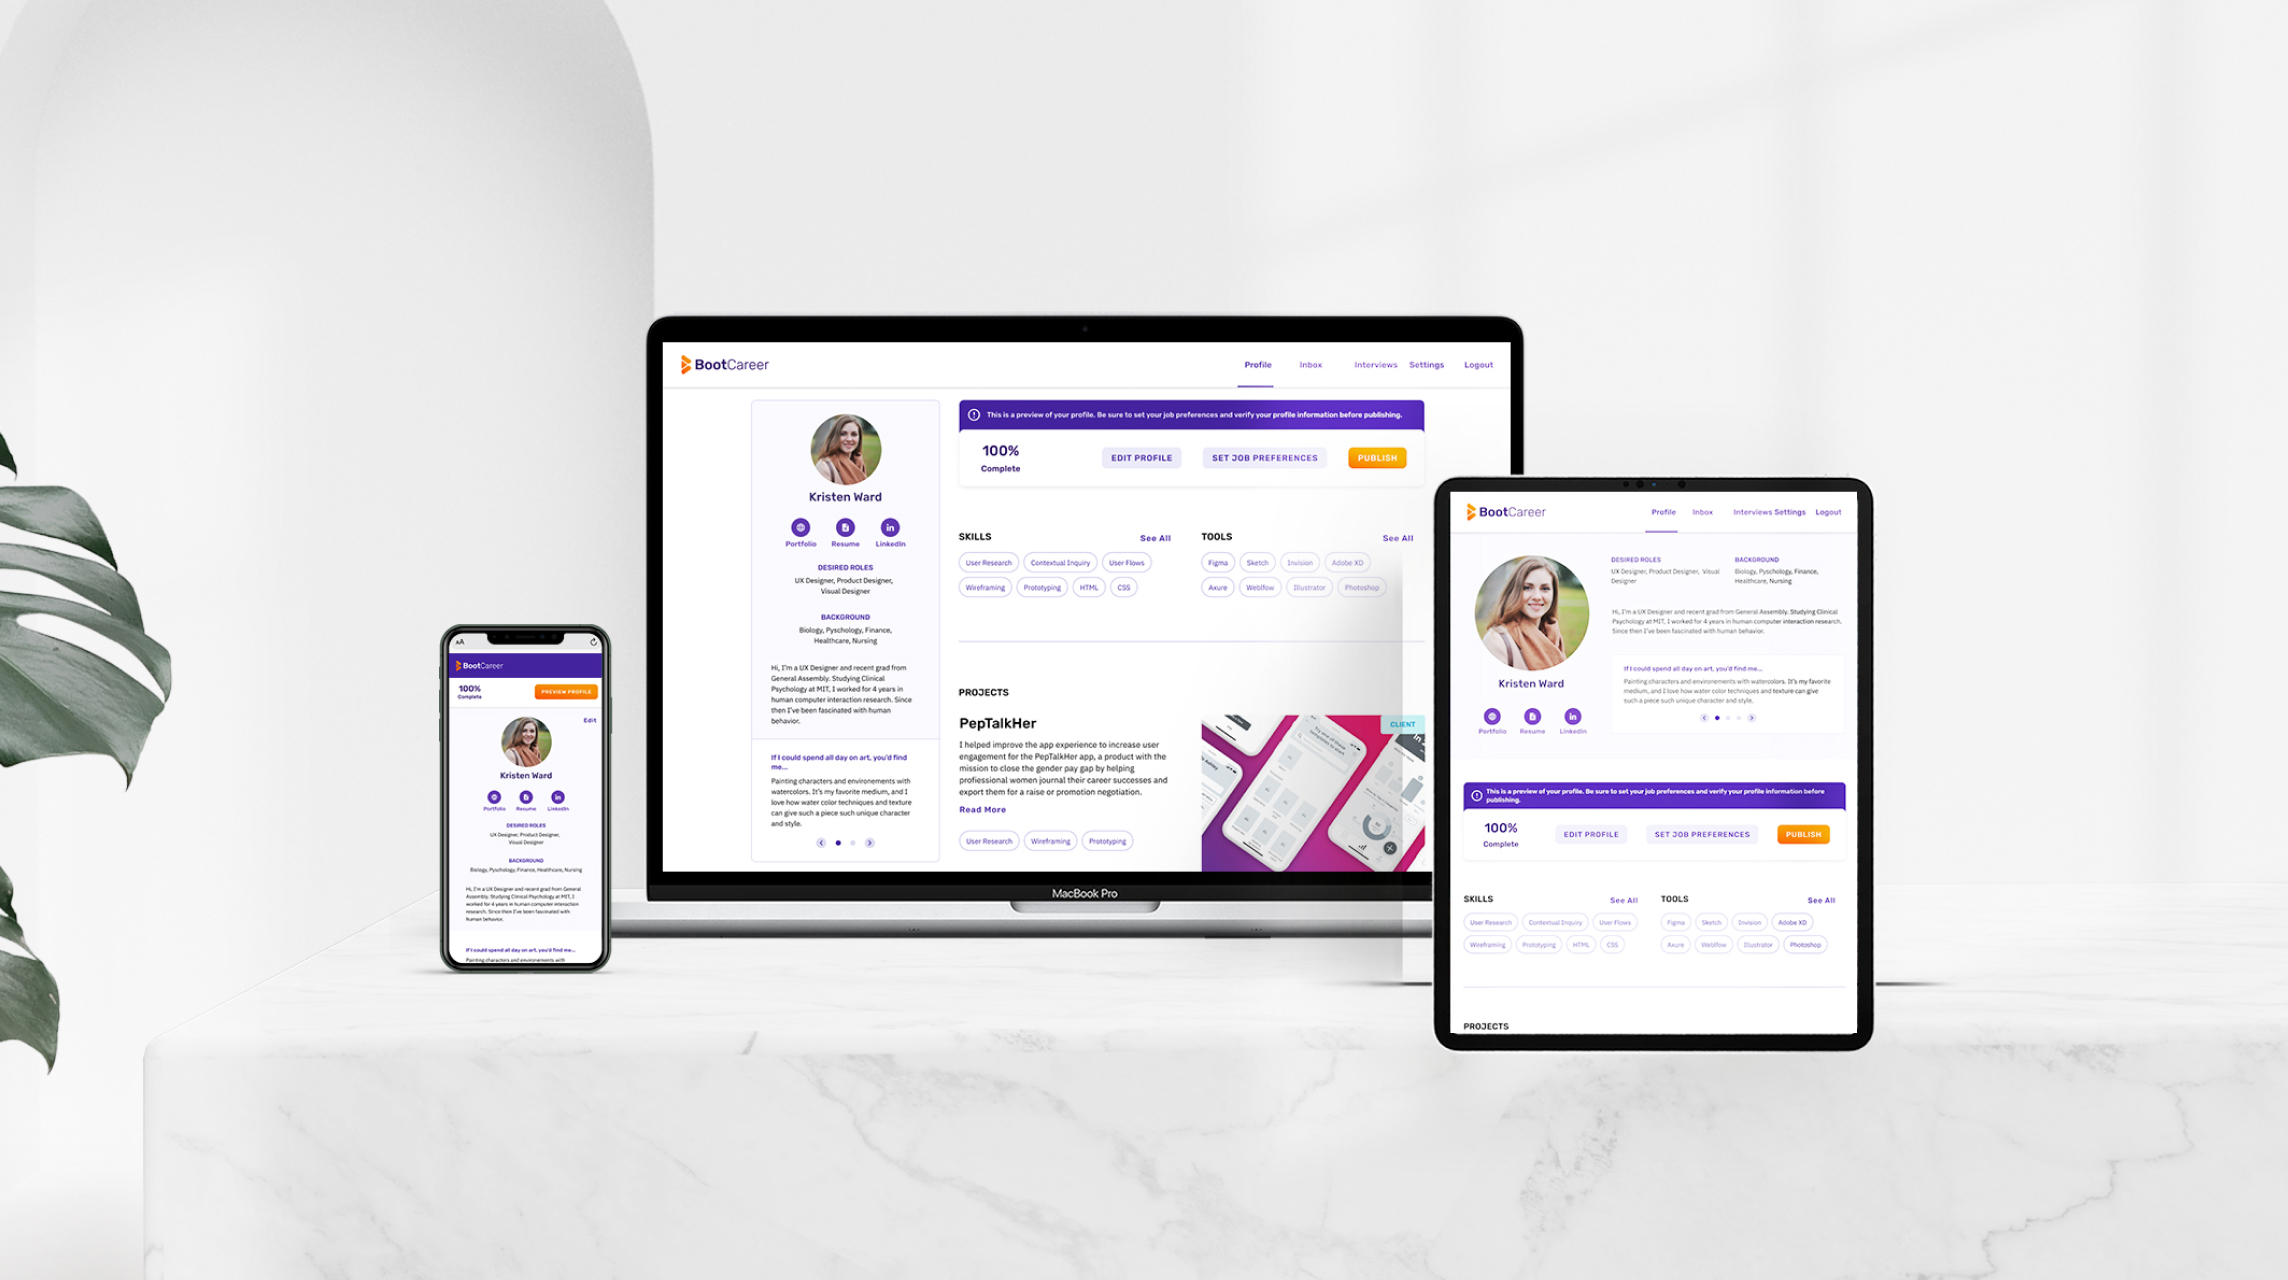 AA
BootCareer
100%
Complete
PREVIEW PROFILE
Edit
Kristen Ward
Portfolio Resume LinkedIn
DESIRED ROLES
UX Designer, Product Designer,
Visual Designer
BACKGROUND
Biology, Pyschology, Finance, Healthcare, Nursing
Hi, I'm a UX Designer and recent grad from General
Assembly. Studying Clinical Psychology at MIT, I
worked for 4 years in human computer interaction
research. Since then I've been fascinated with
human behavior.
If I could spend all day on art, you'd find me...
Painting characters and environements with
BootCareer
Profile Inbox Interviews Settings Logout
Kristen Ward
Portfolio Resume LinkedIn
DESIRED ROLES
UX Designer, Product Designer,
Visual Designer
BACKGROUND
Biology, Pyschology, Finance,
Healthcare, Nursing
Hi, I'm a UX Designer and recent grad from
General Assembly. Studying Clinical
Psychology at MIT, I worked for 4 years in
human computer interaction research. Since
then I've been fascinated with human
behavior.
If I could spend all day on art, you'd find
me...
Painting characters and environements with
watercolors. It's my favorite medium, and I
love how water color techniques and texture
can give such a piece such unique character
and style.
This is a preview of your profile. Be sure to set your job preferences and verify your profile information before publishing.
100%
Complete
EDIT PROFILE
SET JOB PREFERENCES
PUBLISH
SKILLS See All
User Research Contextual Inquiry User Flows
Wireframing Prototyping HTML CSS
TOOLS See All
Figma Sketch Invision Adobe XD
Axure Weblfow Illustrator Photoshop
PROJECTS
PepTalkHer
I helped improve the app experience to increase user
engagement for the PepTalkHer app, a product with the
mission to close the gender pay gap by helping
profiessional women journal their career successes and
export them for a raise or promotion negotiation.
Read More
User Research Wireframing Prototyping
CLIENT
MacBook Pro
BootCareer
Profile Inbox Interviews Settings Logout
Kristen Ward
Portfolio Resume LinkedIn
DESIRED ROLES
UX Designer, Product Designer, Visual
Designer
BACKGROUND
Biology, Pyschology, Finance,
Healthcare, Nursing
Hi, I'm a UX Designer and recent grad from General Assembly. Studying Clinical
Psychology at MIT, I worked for 4 years in human computer interaction research.
Since then I've been fascinated with human behavior.
If I could spend all day on art, you'd find me...
Painting characters and environements with watercolors. It's my favorite
medium, and I love how water color techniques and texture can give
such a piece such unique character and style.
This is a preview of your profile. Be sure to set your job preferences and verify your profile information before
publishing.
100%
Complete
EDIT PROFILE
SET JOB PREFERENCES
PUBLISH
SKILLS See All
User Research Contextual Inquiry User Flows
Wireframing Prototyping HTML CSS
TOOLS See All
Figma Sketch Invision Adobe XD
Axure Weblfow Illustrator Photoshop
PROJECTS